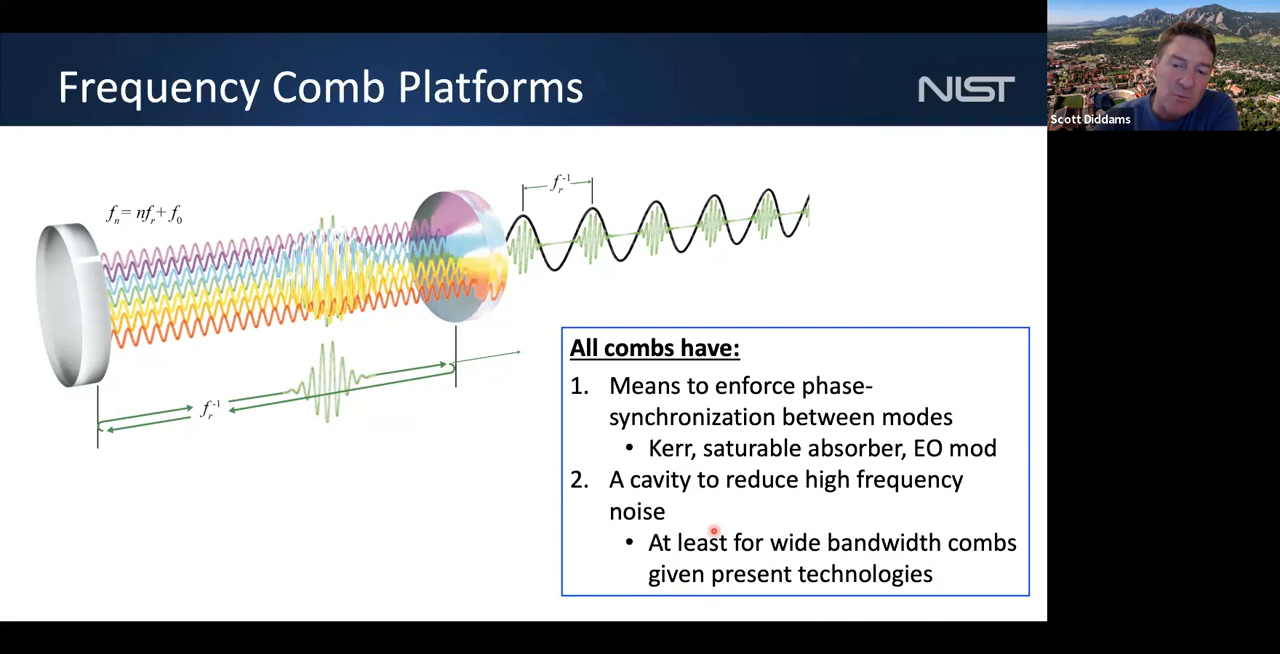 Frequency Comb Platforms
NIST
Scott Diddams
fₙ = nfᵣ + f₀
fᵣ⁻¹
fᵣ⁻¹
All combs have:
1. Means to enforce phase-
synchronization between modes
• Kerr, saturable absorber, EO mod
2. A cavity to reduce high frequency
noise
• At least for wide bandwidth combs
given present technologies